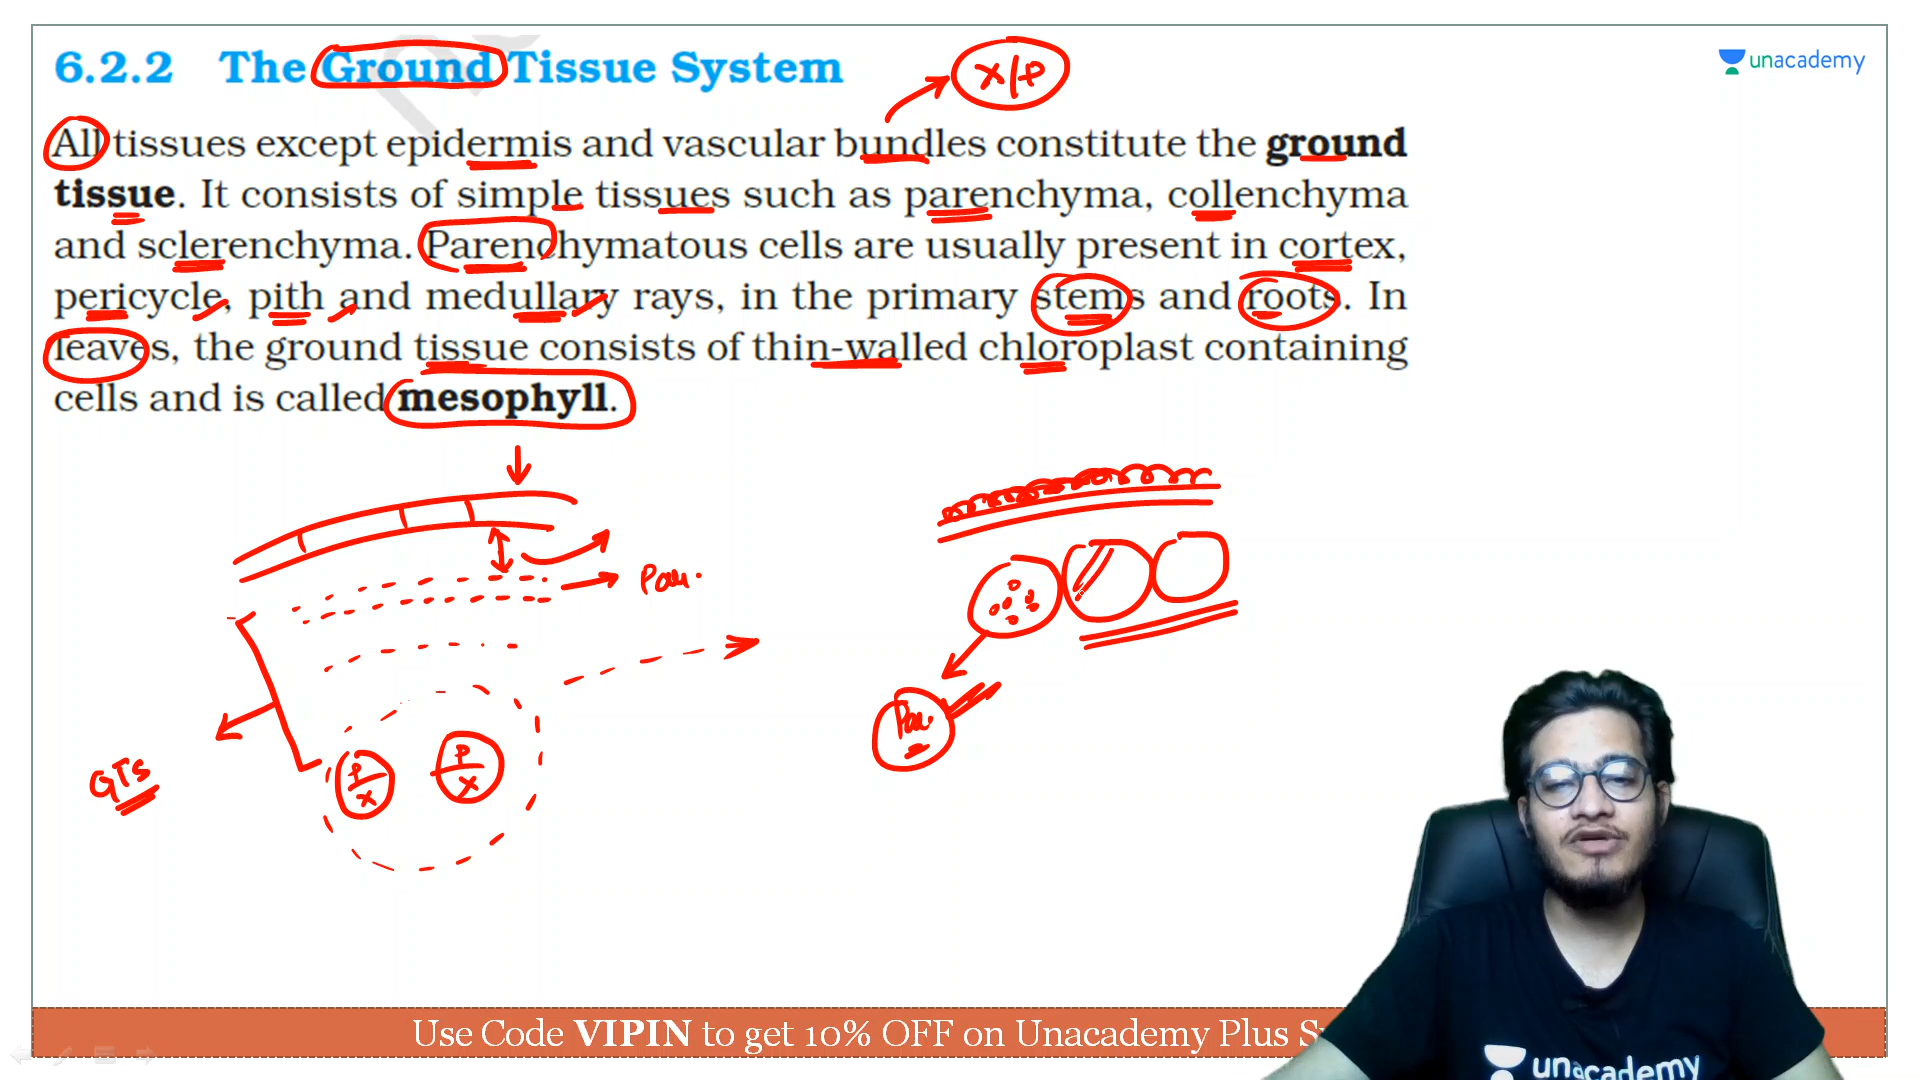 6.2.2 The Ground Tissue System
X/P
unacademy
All tissues except epidermis and vascular bundles constitute the ground
tissue. It consists of simple tissues such as parenchyma, collenchyma
and sclerenchyma. Parenchymatous cells are usually present in cortex,
pericycle, pith and medullary rays, in the primary stems and roots. In
leaves, the ground tissue consists of thin-walled chloroplast containing
cells and is called mesophyll.
Par.
Par.
GTS
P
X
P
X
Use Code VIPIN to get 10% OFF on Unacademy Plus S
unacademy